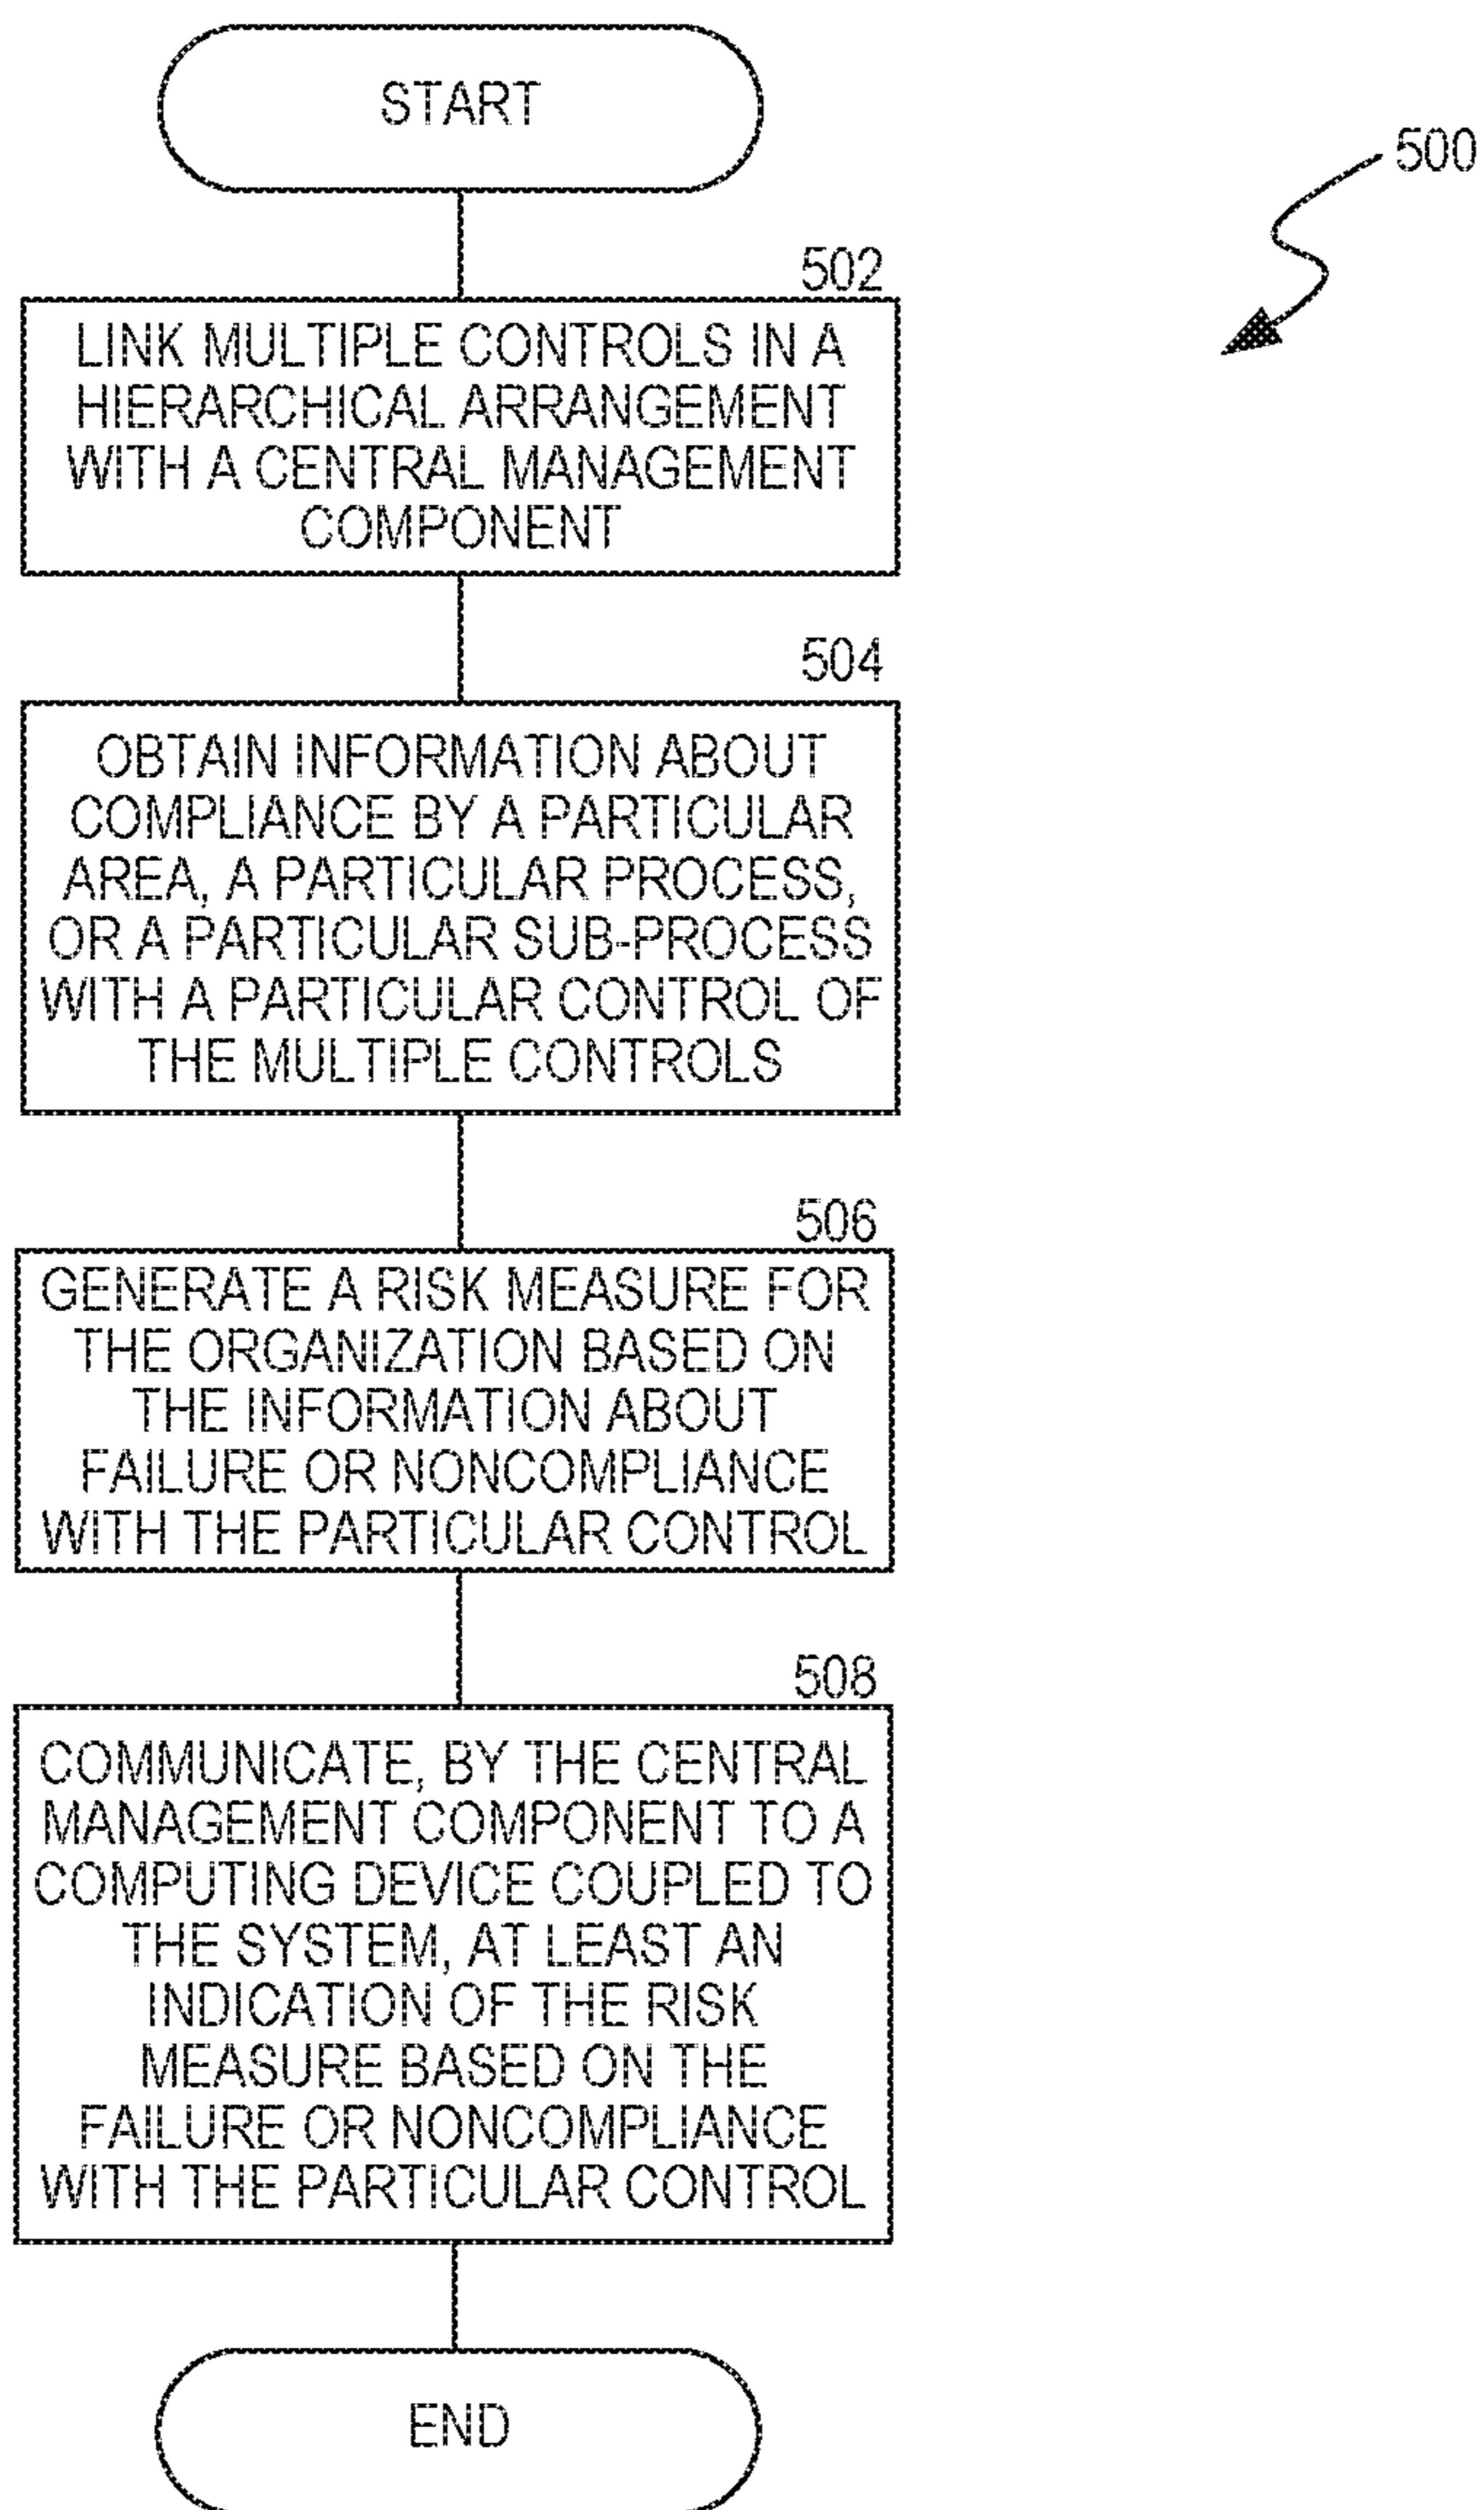 START
500
502
LINK MULTIPLE CONTROLS IN A
HIERARCHICAL ARRANGEMENT
WITH A CENTRAL MANAGEMENT
COMPONENT
504
OBTAIN INFORMATION ABOUT
COMPLIANCE BY A PARTICULAR
AREA, A PARTICULAR PROCESS,
OR A PARTICULAR SUB-PROCESS
WITH A PARTICULAR CONTROL OF
THE MULTIPLE CONTROLS
506
GENERATE A RISK MEASURE FOR
THE ORGANIZATION BASED ON
THE INFORMATION ABOUT
FAILURE OR NONCOMPLIANCE
WITH THE PARTICULAR CONTROL
508
COMMUNICATE, BY THE CENTRAL
MANAGEMENT COMPONENT TO A
COMPUTING DEVICE COUPLED TO
THE SYSTEM, AT LEAST AN
INDICATION OF THE RISK
MEASURE BASED ON THE
FAILURE OR NONCOMPLIANCE
WITH THE PARTICULAR CONTROL
END